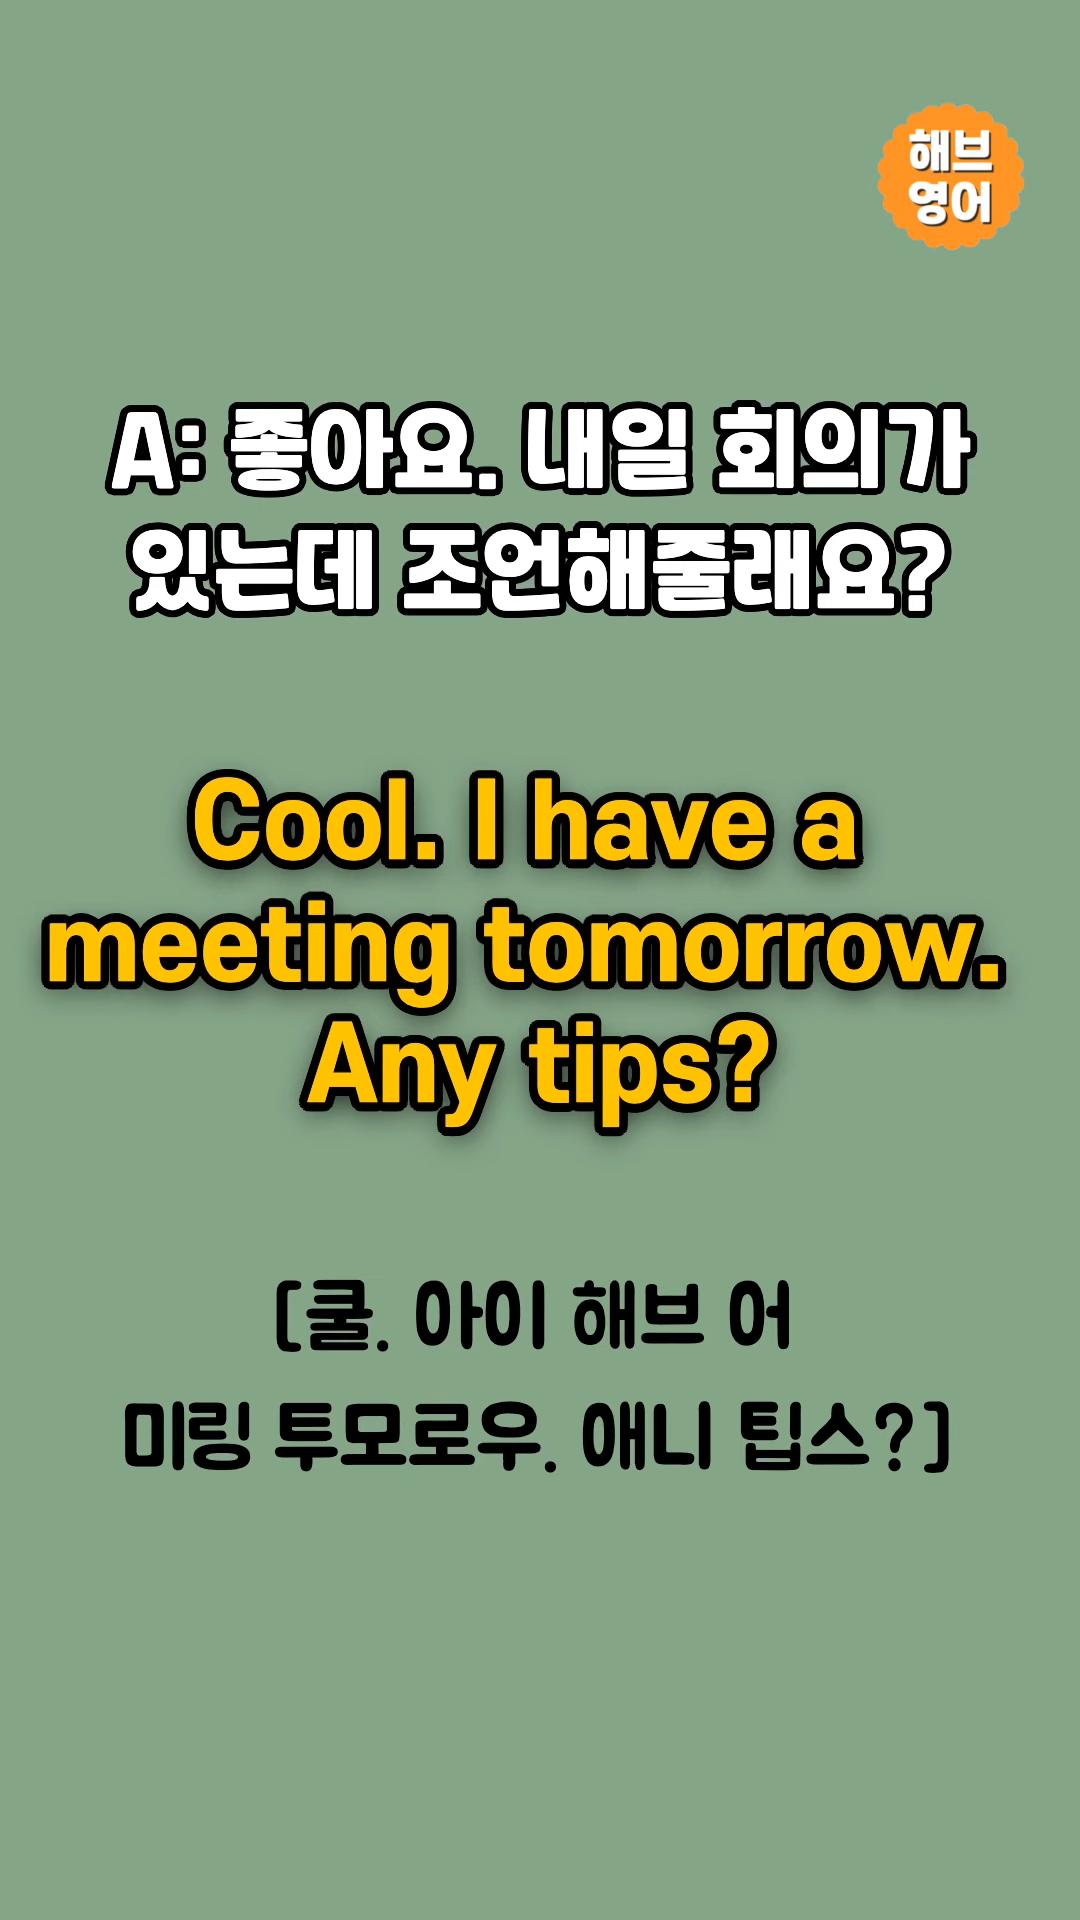 해브
영어
A: 좋아요. 내일 회의가
있는데 조언해줄래요?
Cool. I have a
meeting tomorrow.
Any tips?
[쿨. 아이 해브 어
미링 투모로우. 애니 팁스?]